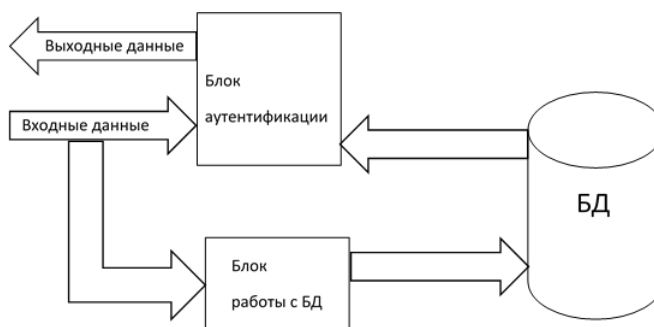 Выходные данные
Блок
аутентификации
Входные данные
БД
Блок
работы с БД